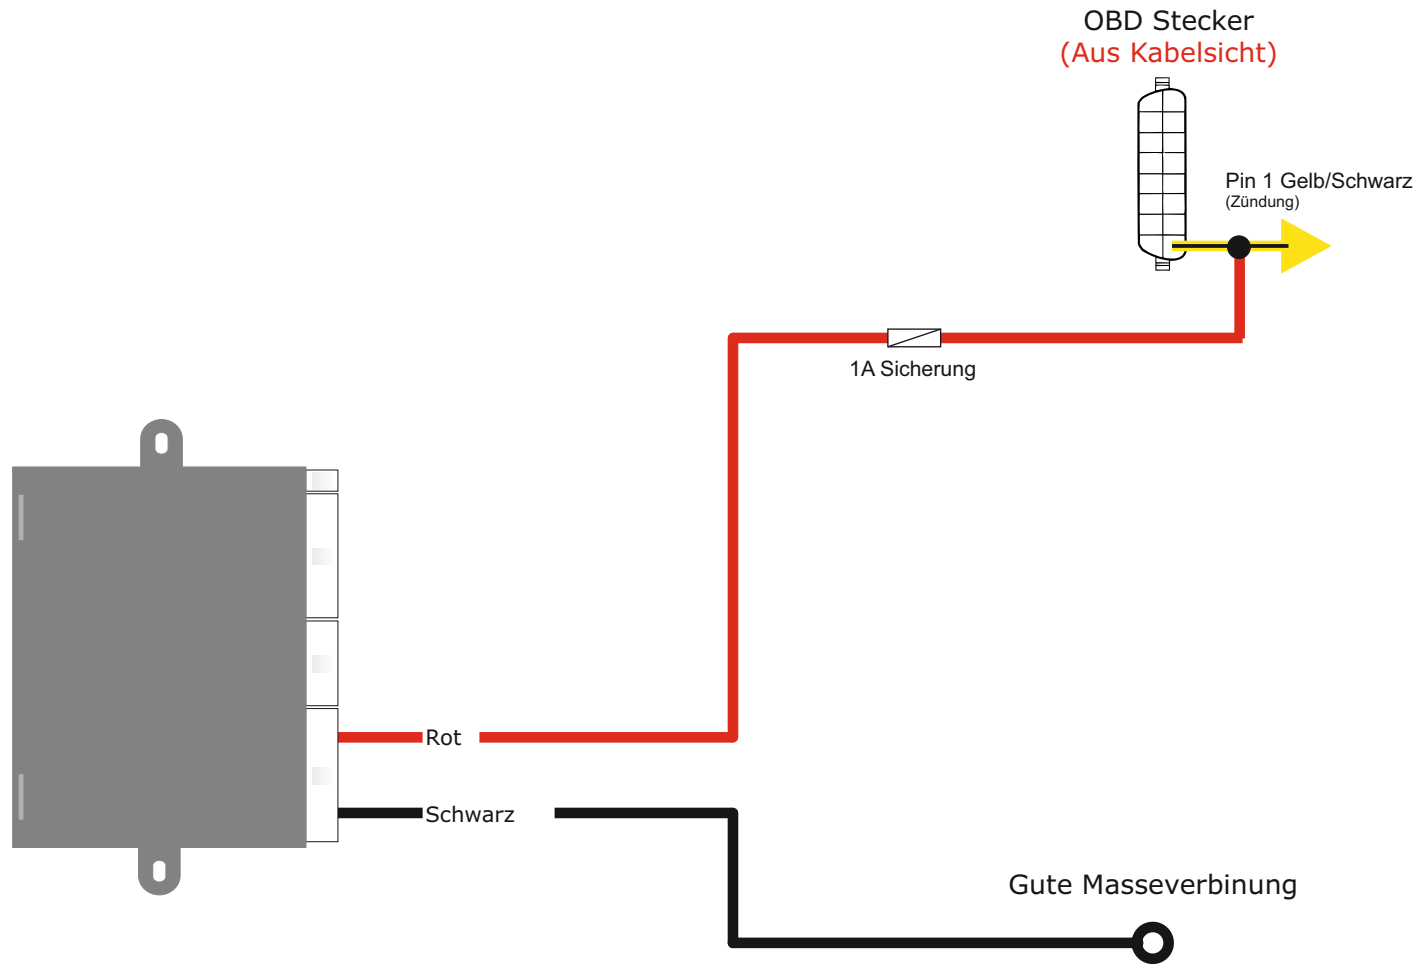 OBD Stecker
(Aus Kabelsicht)
Pin 1 Gelb/Schwarz
(Zündung)
1A Sicherung
Rot
Schwarz
Gute Masseverbinung